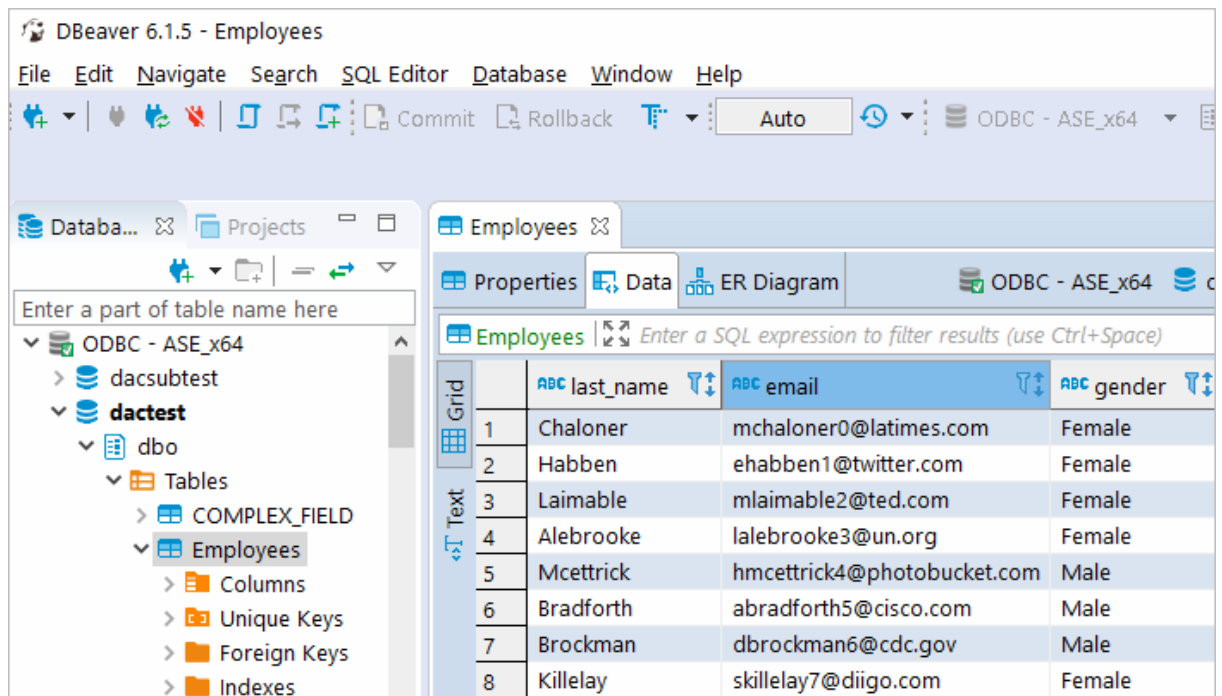 DBeaver 6.1.5 - Employees
File Edit Navigate Search SQL Editor Database Window Help
Commit Rollback Auto ODBC - ASE_x64
Databa... Projects
Enter a part of table name here
ODBC - ASE_x64
dacsubtest
dactest
dbo
Tables
COMPLEX_FIELD
Employees
Columns
Unique Keys
Foreign Keys
Indexes
Employees
Properties Data ER Diagram ODBC - ASE_x64
Employees Enter a SQL expression to filter results (use Ctrl+Space)
Grid
Text
ABC last_name ABC email ABC gender
1 Chaloner mchaloner0@latimes.com Female
2 Habben ehabben1@twitter.com Female
3 Laimable mlaimable2@ted.com Female
4 Alebrooke lalebrooke3@un.org Female
5 Mcettrick hmcettrick4@photobucket.com Male
6 Bradforth abradforth5@cisco.com Male
7 Brockman dbrockman6@cdc.gov Male
8 Killelay skillelay7@diigo.com Female